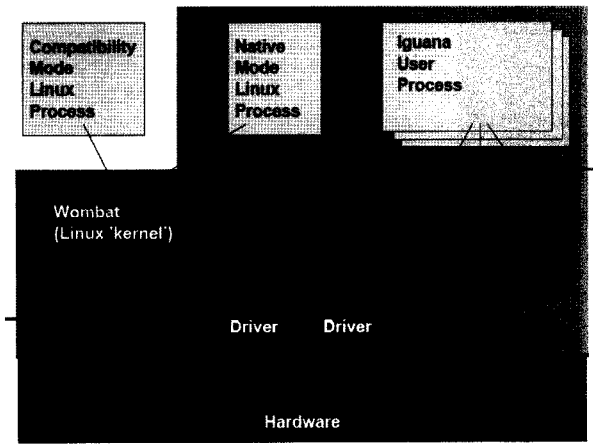 Compatibility
Mode
Linux
Process
Native
Mode
Linux
Process
Iguana
User
Process
Wombat
(Linux 'kernel')
Driver
Driver
Hardware